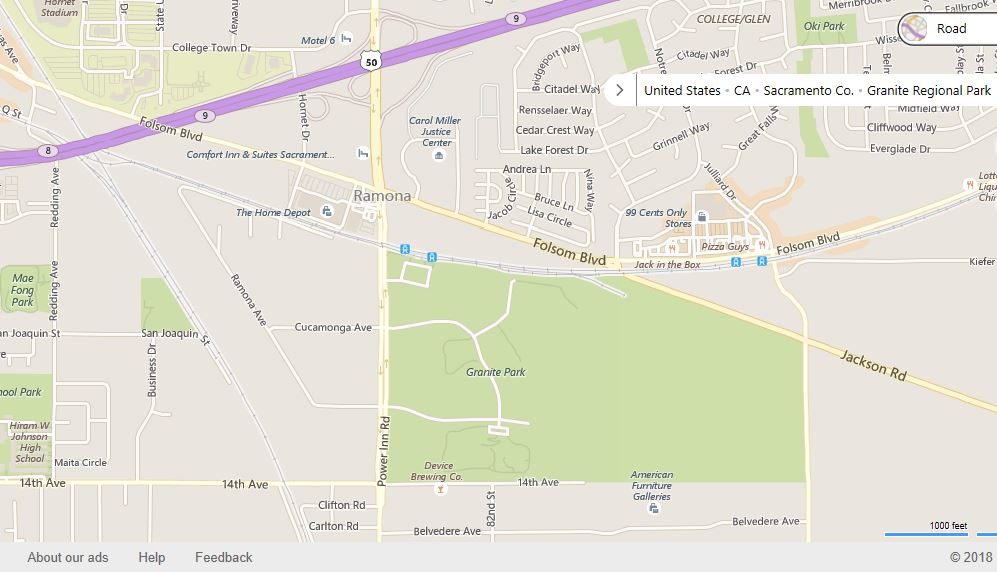 Hornet
Stadium
State U
Motel 6
College Town Dr
50
9
COLLEGE/GLEN
Oki Park
Merribrook Dr
Fallbrook
Road
Citadel Way
Bridgeport Way
Forest Dr
Citadel Way
United States • CA • Sacramento Co. • Granite Regional Park
Rensselaer Way
Midfield Way
Q St
9
Folsom Blvd
Hornet Dr
Carol Miller
Justice
Center
Cedar Crest Way
Grinnell Way
Great Falls
Cliffwood Way
Lake Forest Dr
Everglade Dr
8
Comfort Inn & Suites Sacrament...
Andrea Ln
Redding Ave
Ramona
Jacob Circle
Bruce Ln
Nina Way
Lisa Circle
Julliard Dr
The Home Depot
99 Cents Only
Stores
Pizza Guys
Folsom Blvd
Folsom Blvd
Jack in the Box
Kiefer
Mae
Fong
Park
Redding Ave
Ramona Ave
Cucamonga Ave
San Joaquin St
San Joaquin St
Business Dr
Granite Park
Jackson Rd
Hiram W
Johnson
High
School
Power Inn Rd
Maita Circle
14th Ave
14th Ave
Device
Brewing Co.
14th Ave
American
Furniture
Galleries
Clifton Rd
82nd St
Carlton Rd
Belvedere Ave
Belvedere Ave
1000 feet
About our ads
Help
Feedback
© 2018